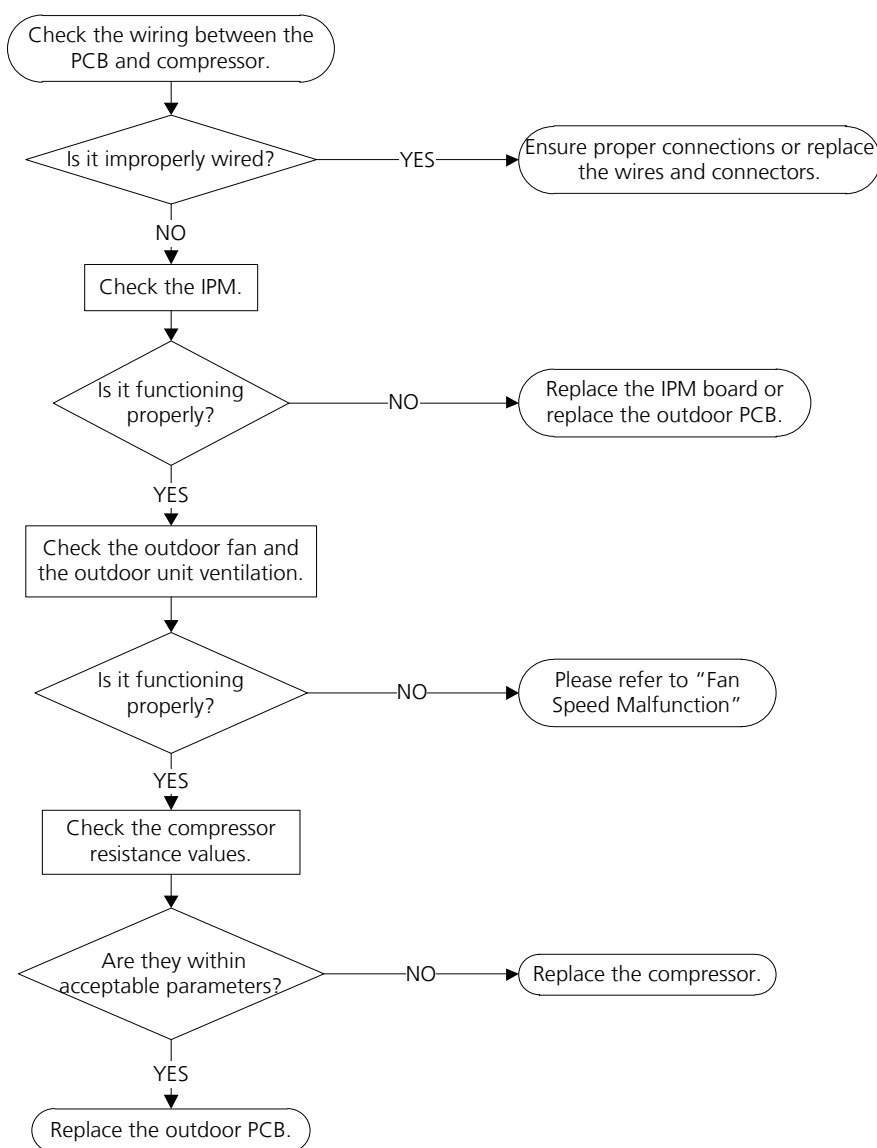 Check the wiring between the
PCB and compressor.
Is it improperly wired?
YES
Ensure proper connections or replace
the wires and connectors.
NO
Check the IPM.
Is it functioning
properly?
NO
Replace the IPM board or
replace the outdoor PCB.
YES
Check the outdoor fan and
the outdoor unit ventilation.
Is it functioning
properly?
NO
Please refer to “Fan
Speed Malfunction”
YES
Check the compressor
resistance values.
Are they within
acceptable parameters?
NO
Replace the compressor.
YES
Replace the outdoor PCB.